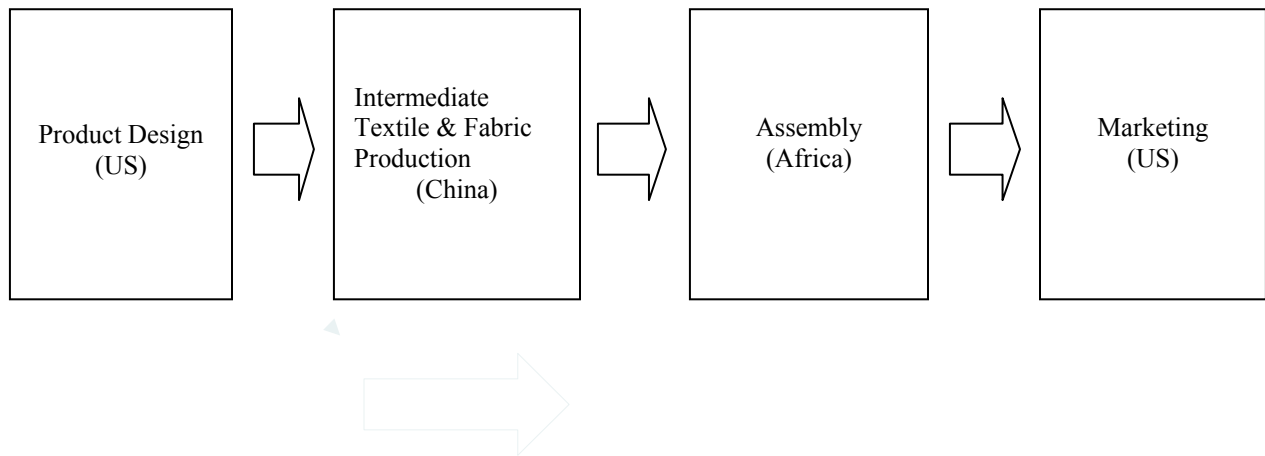 Product Design
(US)
Intermediate
Textile & Fabric
Production
(China)
Assembly
(Africa)
Marketing
(US)